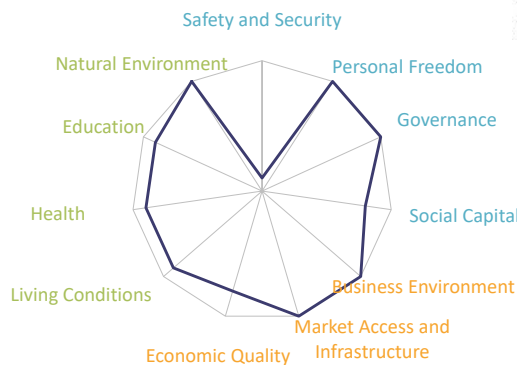 Safety and Security
Natural Environment
Personal Freedom
Education
Governance
Health
Social Capital
Living Conditions
Business Environment
Market Access and
Infrastructure
Economic Quality